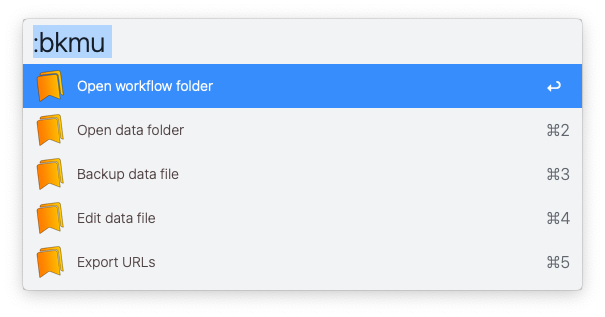 :bkmu
Open workflow folder ↩
Open data folder ⌘2
Backup data file ⌘3
Edit data file ⌘4
Export URLs ⌘5